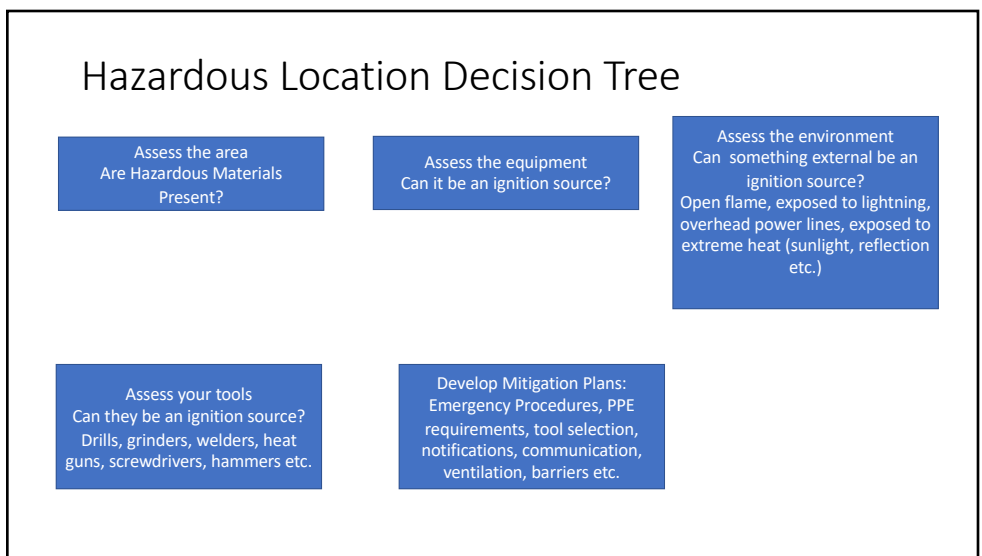 Hazardous Location Decision Tree
Assess the area
Are Hazardous Materials
Present?
Assess the equipment
Can it be an ignition source?
Assess the environment
Can something external be an
ignition source?
Open flame, exposed to lightning,
overhead power lines, exposed to
extreme heat (sunlight, reflection
etc.)
Assess your tools
Can they be an ignition source?
Drills, grinders, welders, heat
guns, screwdrivers, hammers etc.
Develop Mitigation Plans:
Emergency Procedures, PPE
requirements, tool selection,
notifications, communication,
ventilation, barriers etc.